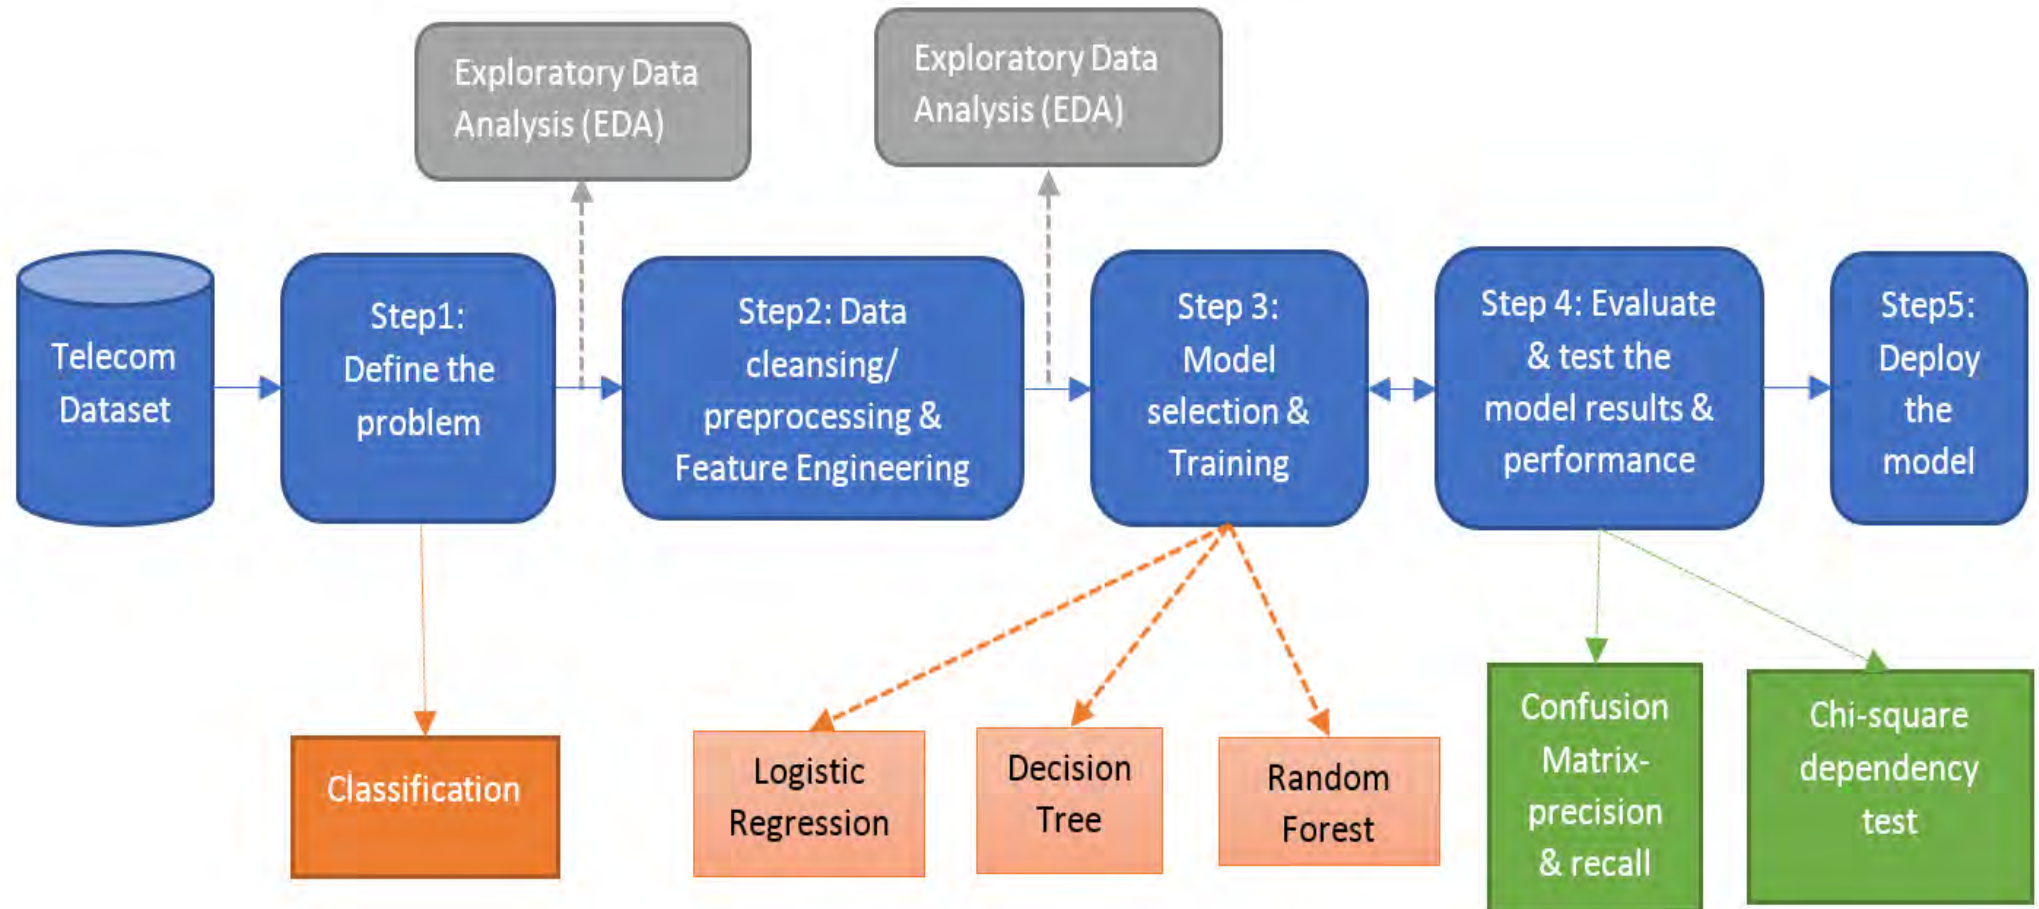 Exploratory Data
Analysis (EDA)
Exploratory Data
Analysis (EDA)
Telecom
Dataset
Step1:
Define the
problem
Step2: Data
cleansing/
preprocessing &
Feature Engineering
Step 3:
Model
selection &
Training
Step 4: Evaluate
& test the
model results &
performance
Step5:
Deploy
the
model
Classification
Logistic
Regression
Decision
Tree
Random
Forest
Confusion
Matrix-
precision
& recall
Chi-square
dependency
test